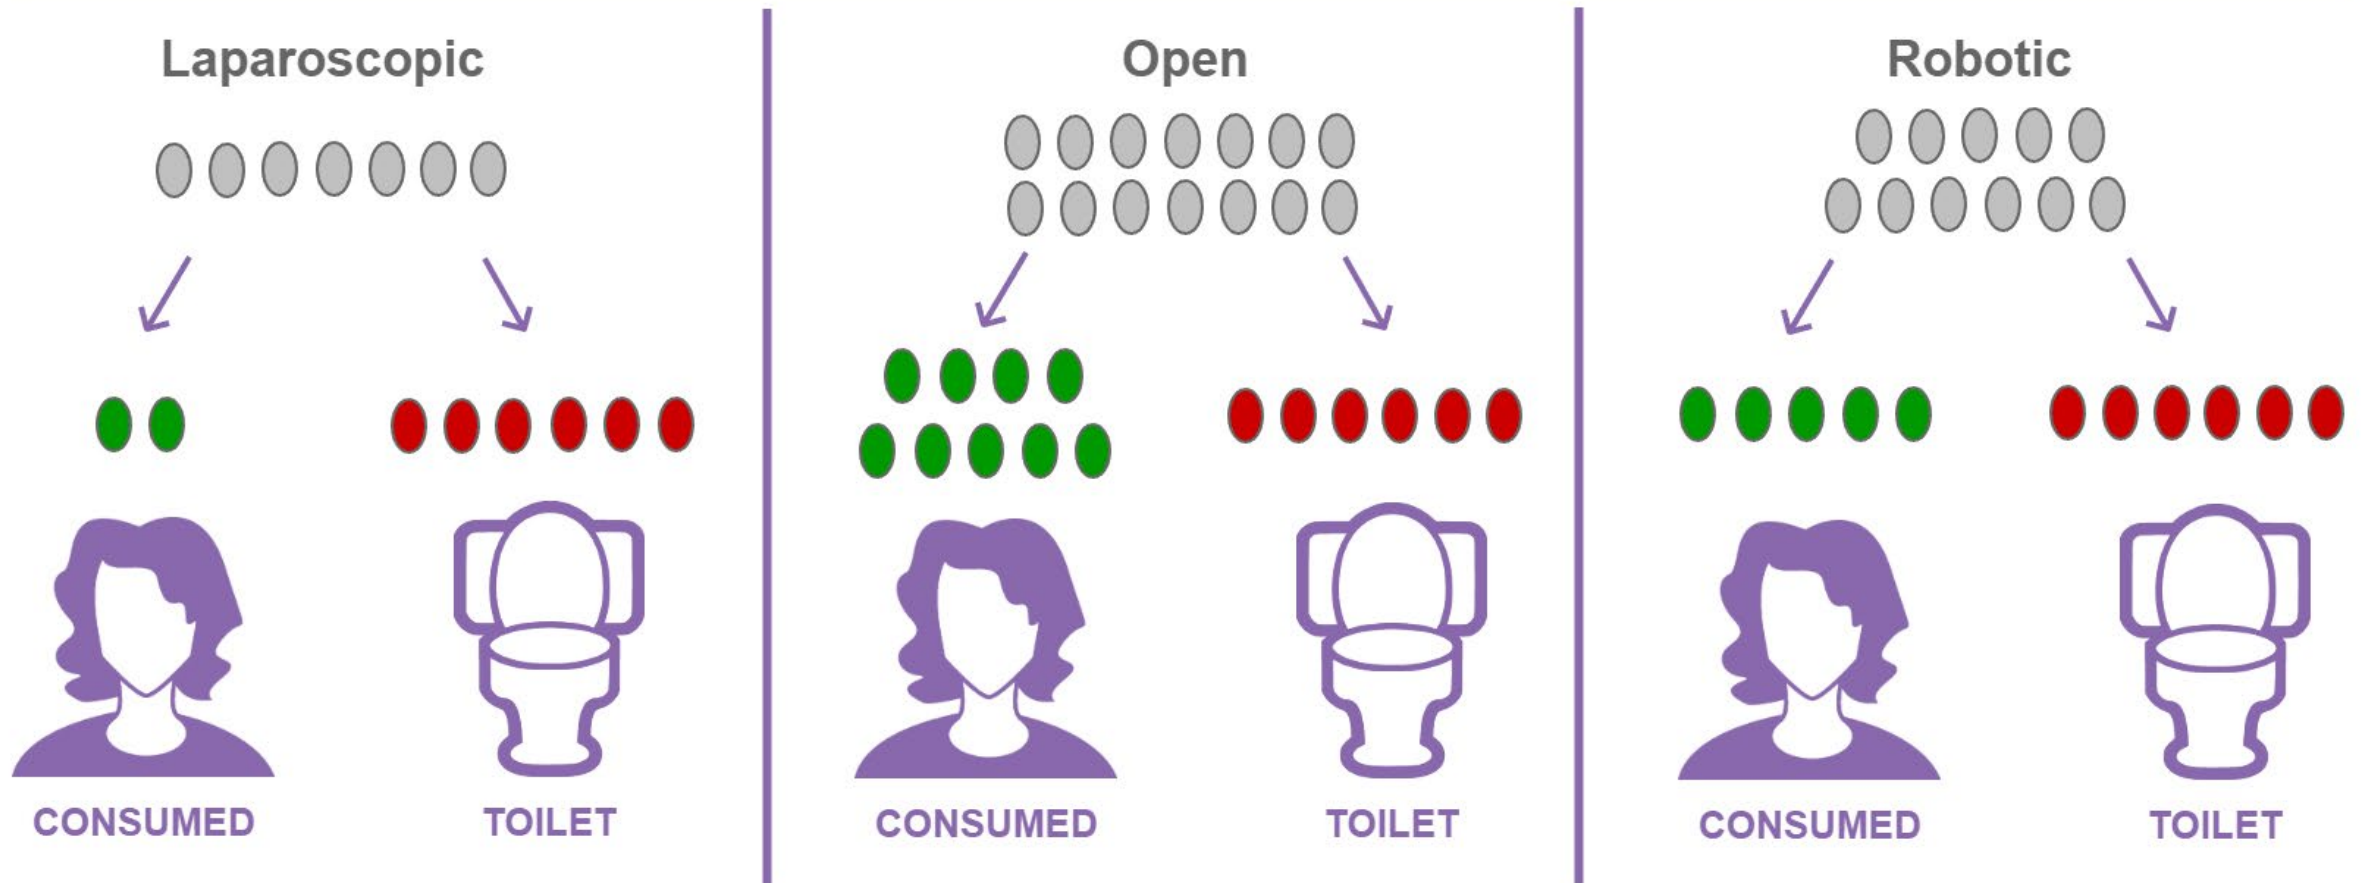 Laparoscopic
Open
Robotic
CONSUMED
TOILET
CONSUMED
TOILET
CONSUMED
TOILET